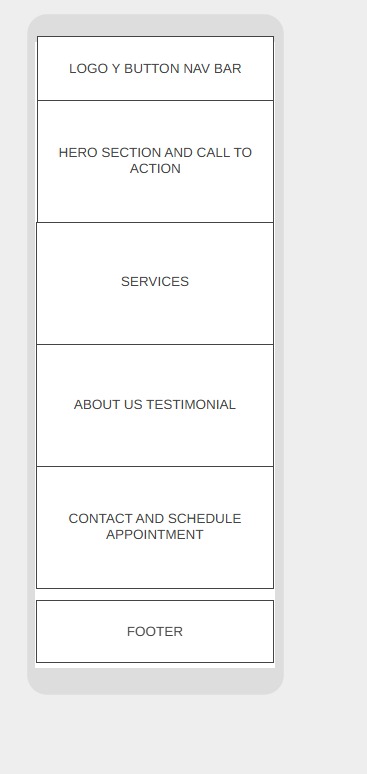 LOGO Y BUTTON NAV BAR
HERO SECTION AND CALL TO
ACTION
SERVICES
ABOUT US TESTIMONIAL
CONTACT AND SCHEDULE
APPOINTMENT
FOOTER